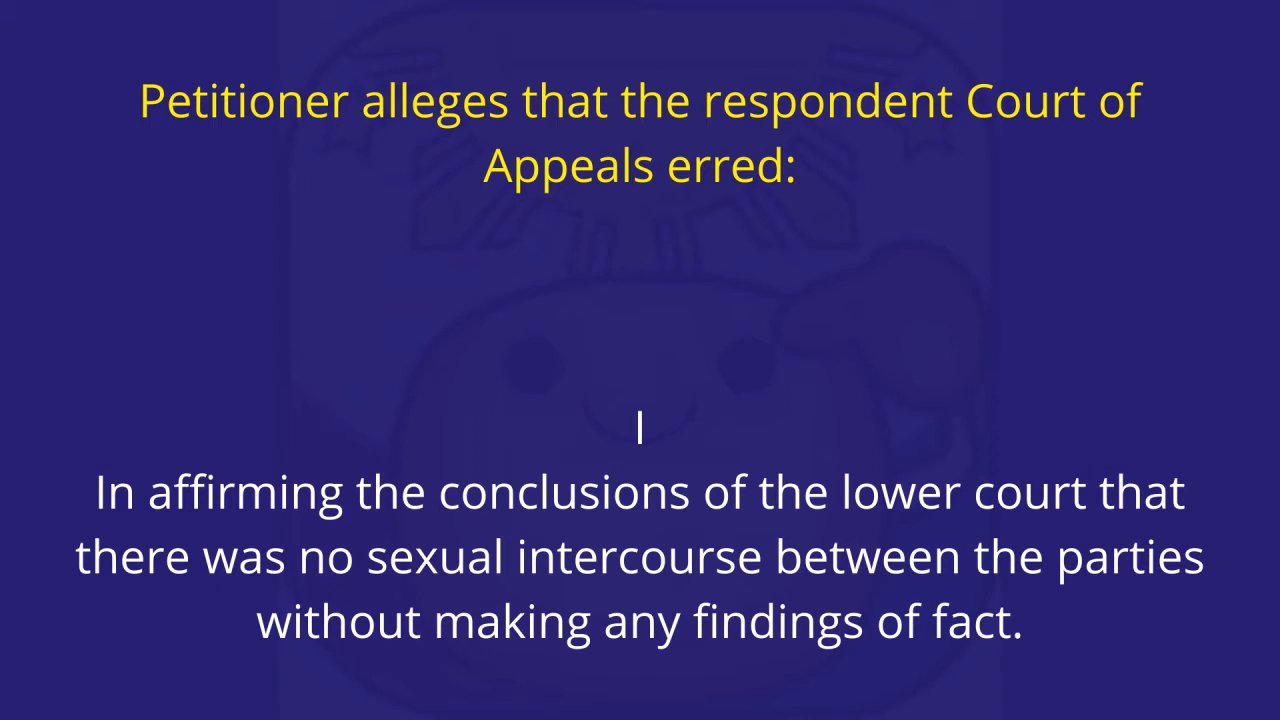 Petitioner alleges that the respondent Court of
Appeals erred:
I
In affirming the conclusions of the lower court that
there was no sexual intercourse between the parties
without making any findings of fact.